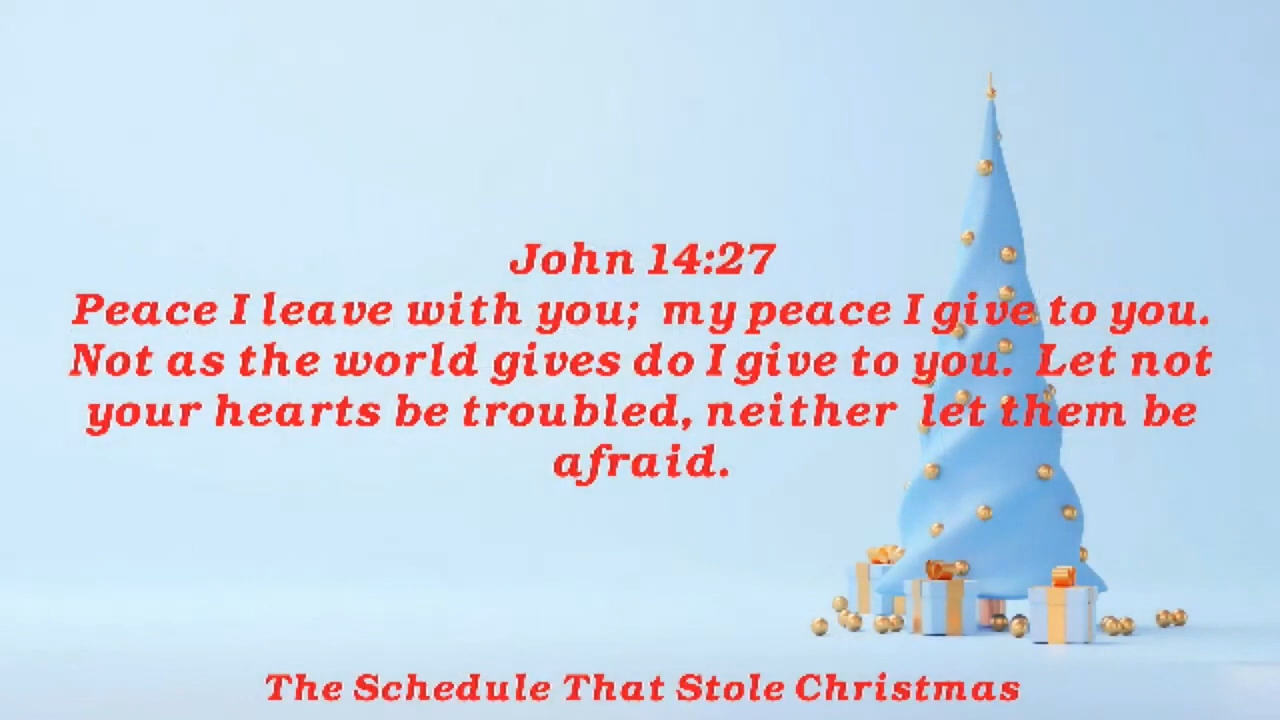 John 14:27
Peace I leave with you; my peace I give to you.
Not as the world gives do I give to you. Let not
your hearts be troubled, neither let them be
afraid.
The Schedule That Stole Christmas